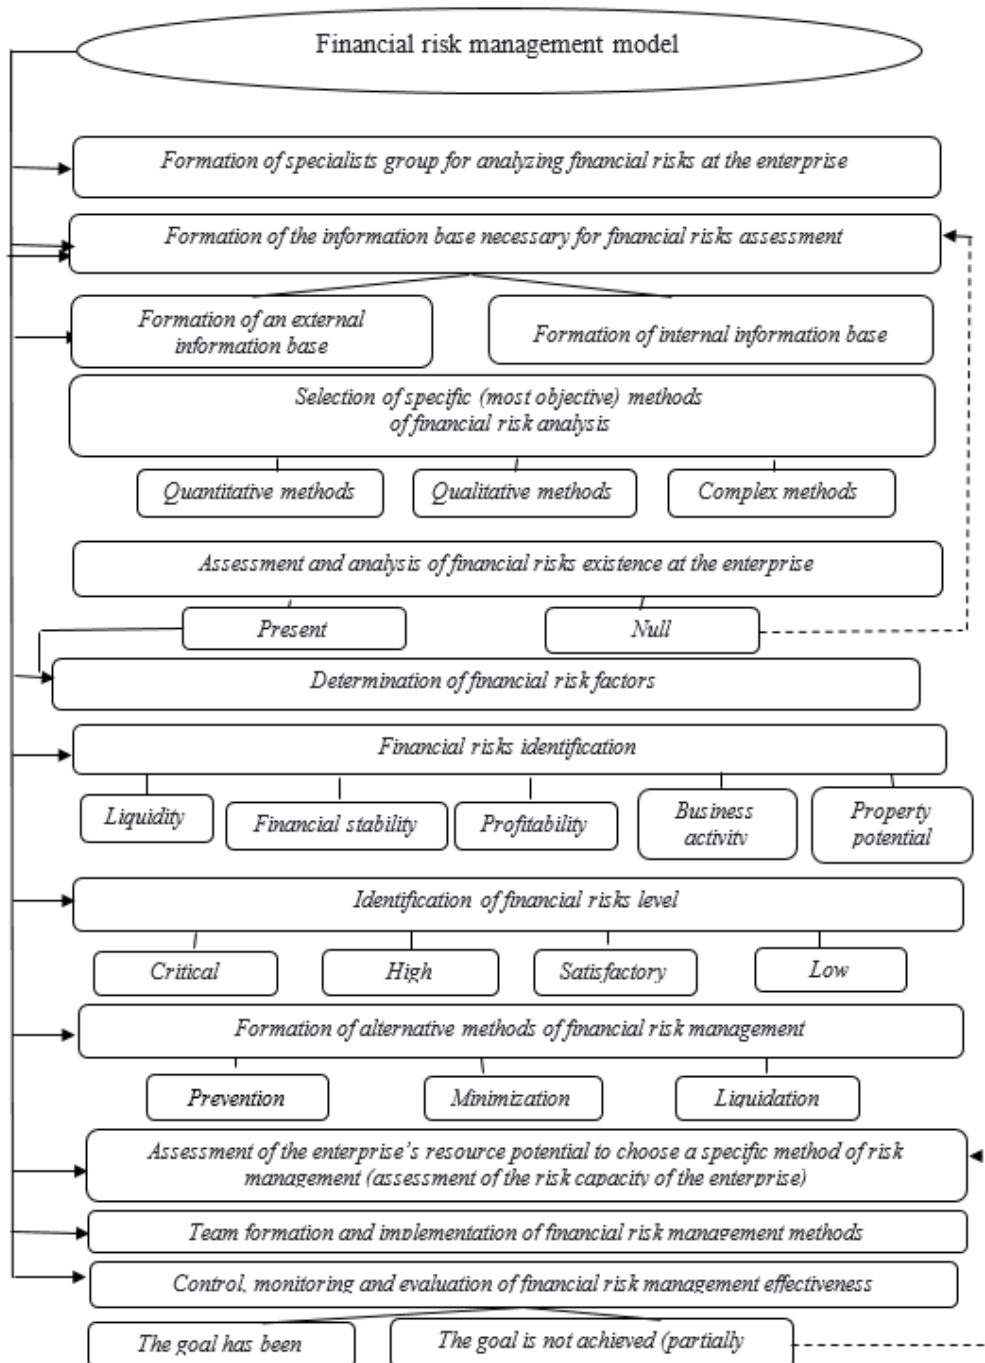 Financial risk management model
Formation of specialists group for analyzing financial risks at the enterprise
Formation of the information base necessary for financial risks assessment
Formation of an external
information base
Formation of internal information base
Selection of specific (most objective) methods
of financial risk analysis
Quantitative methods
Qualitative methods
Complex methods
Assessment and analysis of financial risks existence at the enterprise
Present
Null
Determination of financial risk factors
Financial risks identification
Liquidity
Financial stability
Profitability
Business
activity
Property
potential
Identification of financial risks level
Critical
High
Satisfactory
Low
Formation of alternative methods of financial risk management
Prevention
Minimization
Liquidation
Assessment of the enterprise's resource potential to choose a specific method of risk
management (assessment of the risk capacity of the enterprise)
Team formation and implementation of financial risk management methods
Control, monitoring and evaluation of financial risk management effectiveness
The goal has been
The goal is not achieved (partially